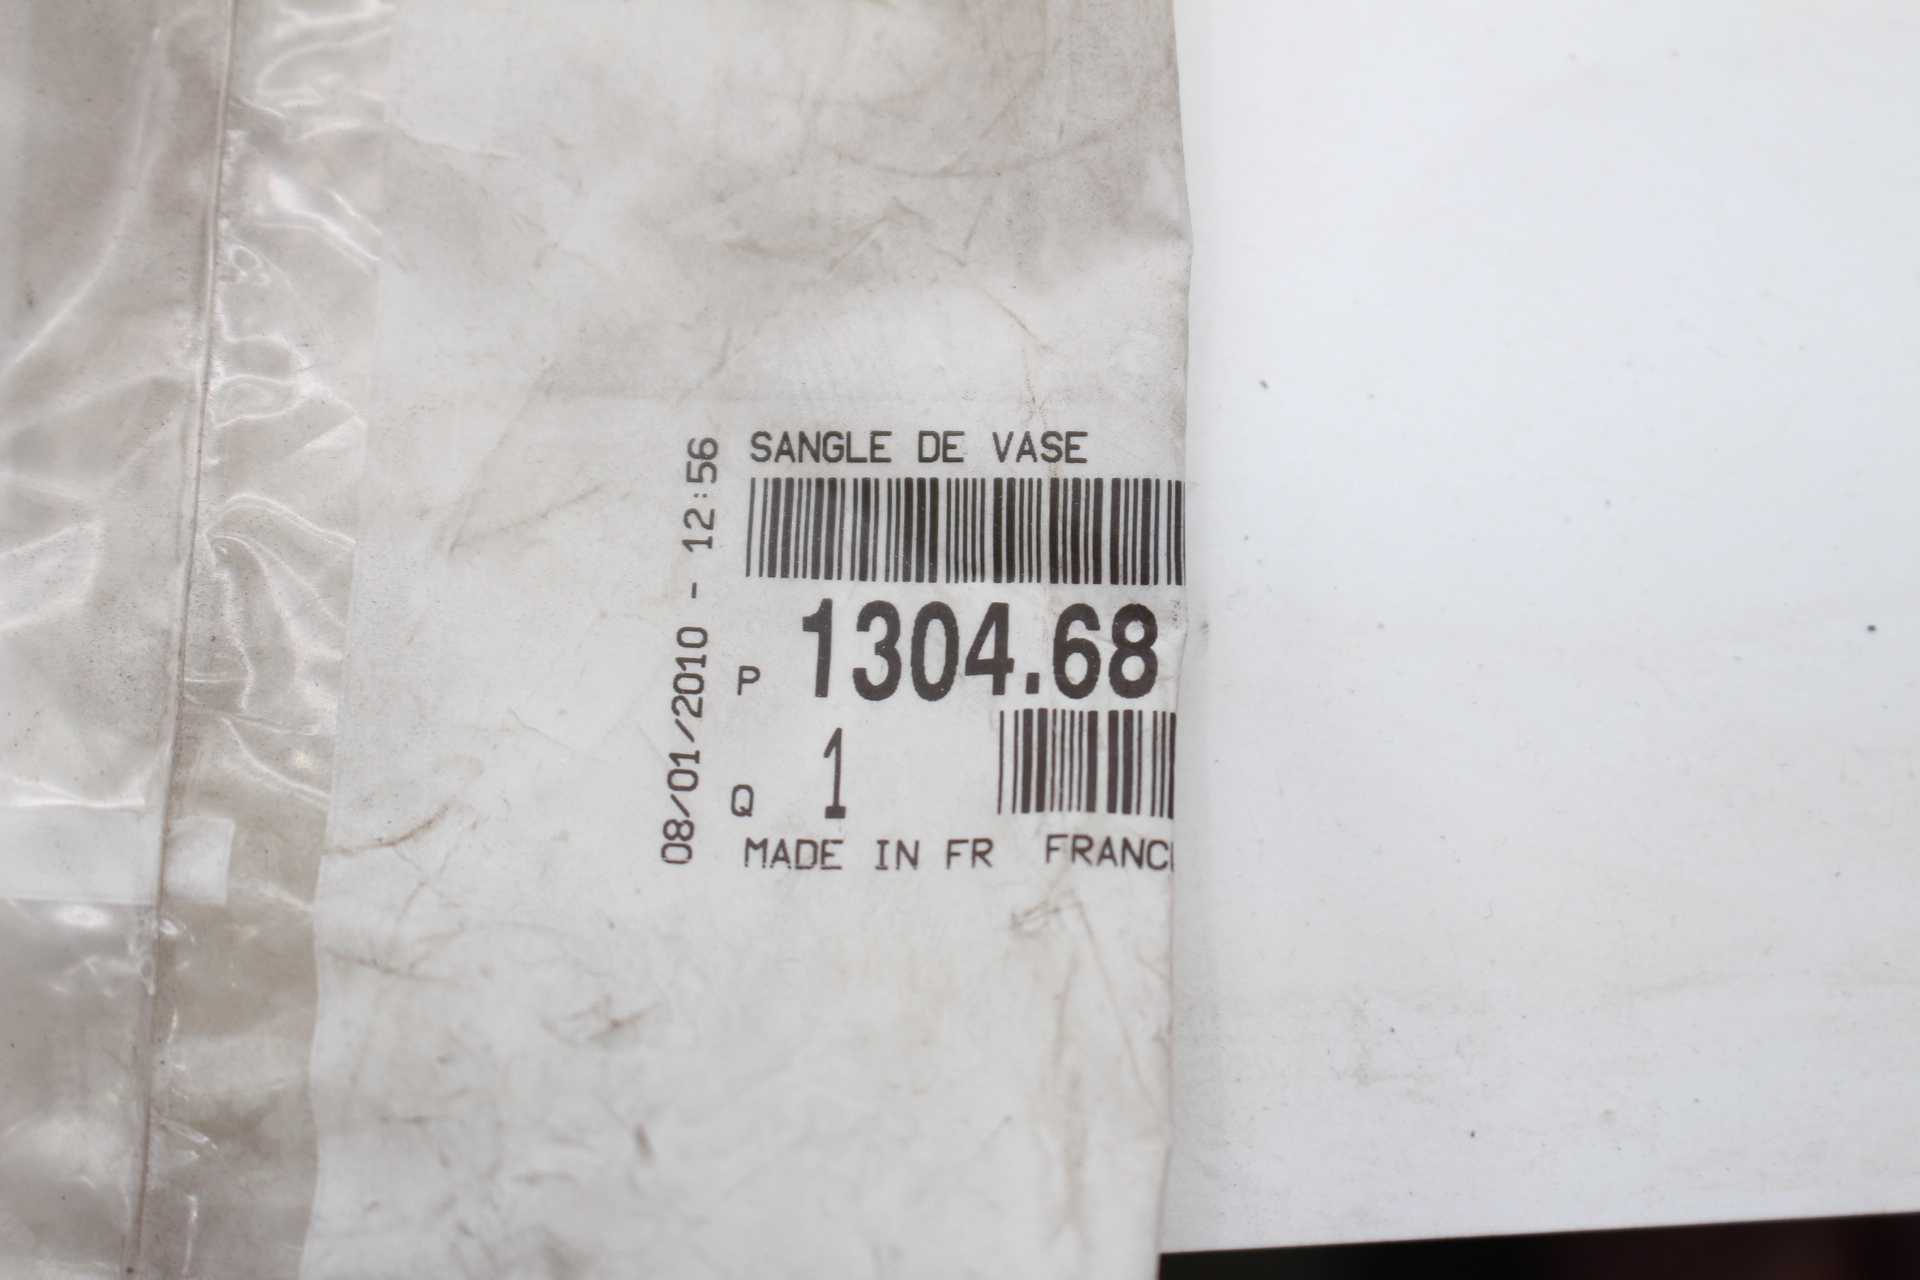 SANGLE DE VASE
P 1304.68
Q 1
MADE IN FR FRANC
08/01/2010 - 12:56